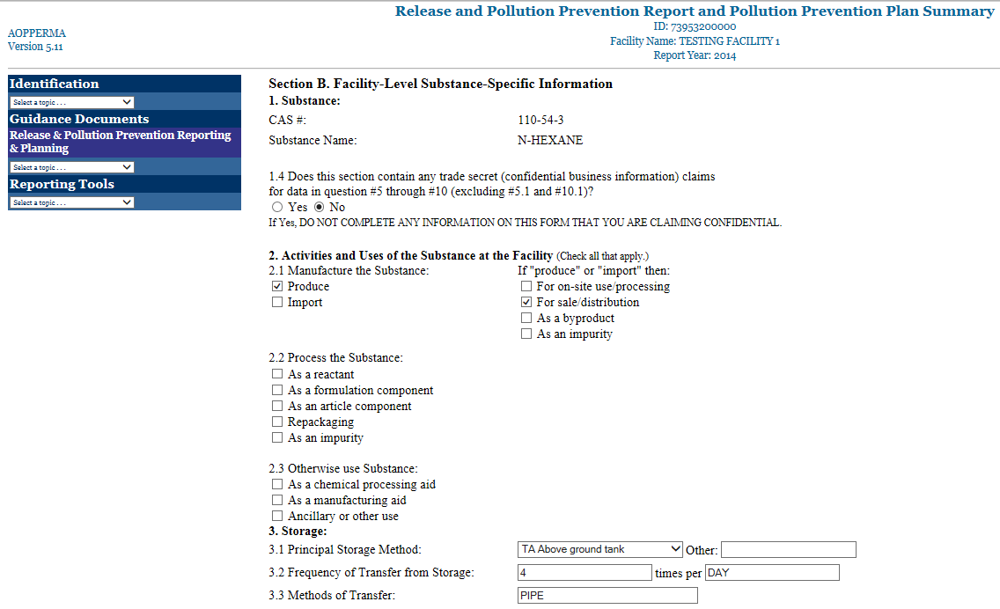 Release and Pollution Prevention Report and Pollution Prevention Plan Summary
ID: 73953200000
AOPPERMA
Facility Name: TESTING FACILITY 1
Version 5.11
Report Year: 2014
Identification
Select a topic . . .
Guidance Documents
Release & Pollution Prevention Reporting
& Planning
Select a topic . . .
Reporting Tools
Select a topic . . .
Section B. Facility-Level Substance-Specific Information
1. Substance:
CAS #: 110-54-3
Substance Name: N-HEXANE
1.4 Does this section contain any trade secret (confidential business information) claims
for data in question #5 through #10 (excluding #5.1 and #10.1)?
Yes No
If Yes, DO NOT COMPLETE ANY INFORMATION ON THIS FORM THAT YOU ARE CLAIMING CONFIDENTIAL.
2. Activities and Uses of the Substance at the Facility (Check all that apply.)
2.1 Manufacture the Substance: If "produce" or "import" then:
Produce For on-site use/processing
Import For sale/distribution
As a byproduct
As an impurity
2.2 Process the Substance:
As a reactant
As a formulation component
As an article component
Repackaging
As an impurity
2.3 Otherwise use Substance:
As a chemical processing aid
As a manufacturing aid
Ancillary or other use
3. Storage:
3.1 Principal Storage Method: TA Above ground tank Other:
3.2 Frequency of Transfer from Storage: 4 times per DAY
3.3 Methods of Transfer: PIPE